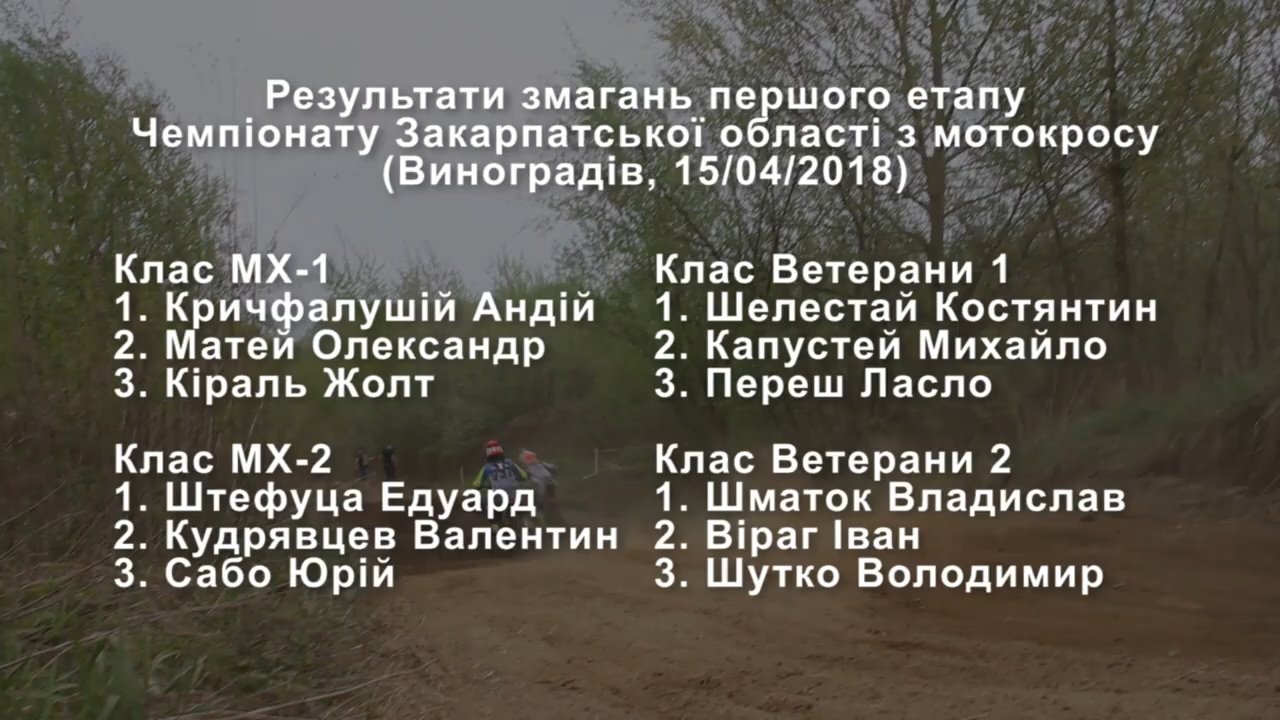 Результати змагань першого етапу
Чемпіонату Закарпатської області з мотокросу
(Виноградів, 15/04/2018)
Клас МХ-1
1. Кричфалушій Андій
2. Матей Олександр
3. Кіраль Жолт
Клас МХ-2
1. Штефуца Едуард
2. Кудрявцев Валентин
3. Сабо Юрій
Клас Ветерани 1
1. Шелестай Костянтин
2. Капустей Михайло
3. Переш Ласло
Клас Ветерани 2
1. Шматок Владислав
2. Віраг Іван
3. Шутко Володимир